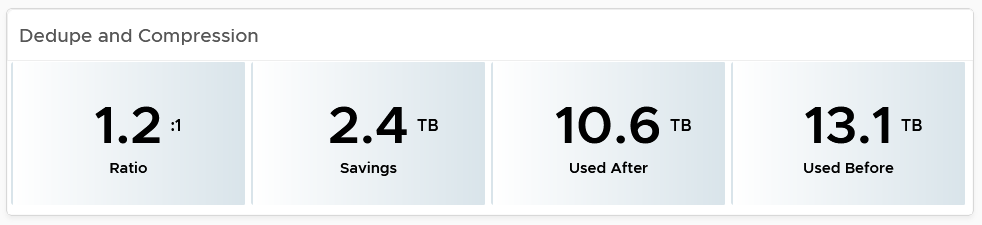 Dedupe and Compression
1.2 :1
Ratio
2.4 TB
Savings
10.6 TB
Used After
13.1 TB
Used Before